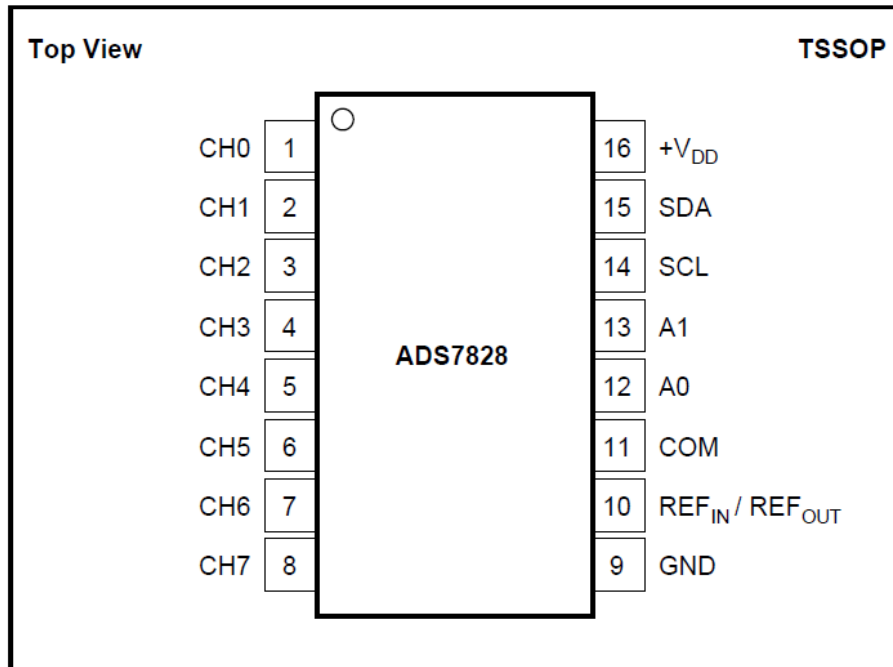 Top View TSSOP
CH0 1 16 +VDD
CH1 2 15 SDA
CH2 3 14 SCL
CH3 4 13 A1
ADS7828
CH4 5 12 A0
CH5 6 11 COM
CH6 7 10 REFIN / REFOUT
CH7 8 9 GND